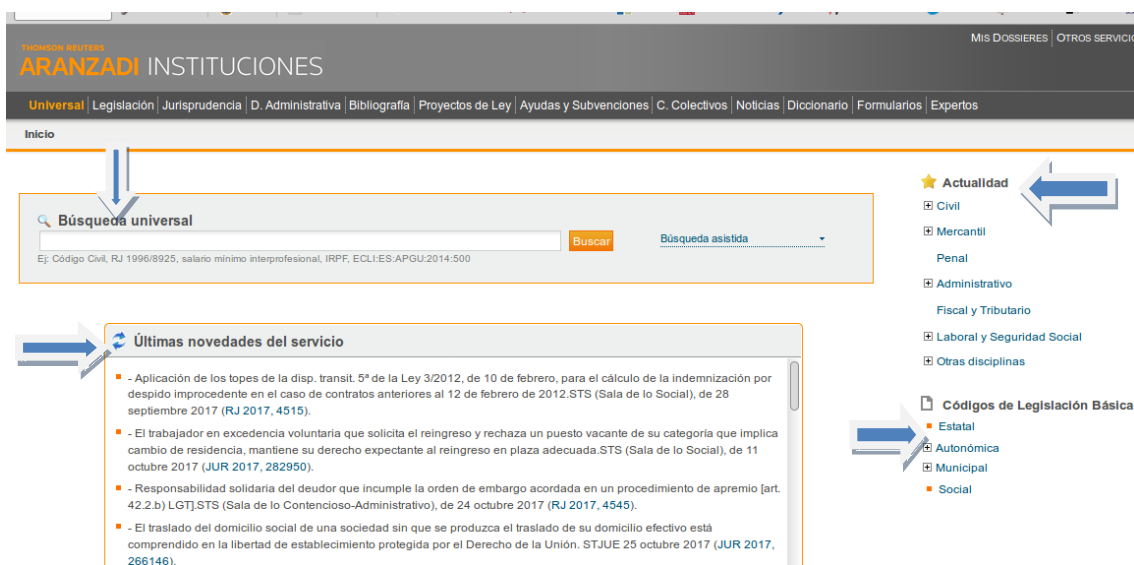 MIS DOSSIERES OTROS SERVICIO
THOMSON REUTERS
ARANZADI INSTITUCIONES
Universal Legislación Jurisprudencia D. Administrativa Bibliografía Proyectos de Ley Ayudas y Subvenciones C. Colectivos Noticias Diccionario Formularios Expertos
Inicio
Búsqueda universal
Buscar
Búsqueda asistida
Ej: Código Civil, RJ 1996/8925, salario mínimo interprofesional, IRPF, ECLI:ES:APGU:2014:500
Últimas novedades del servicio
- Aplicación de los topes de la disp. transit. 5ª de la Ley 3/2012, de 10 de febrero, para el cálculo de la indemnización por
despido improcedente en el caso de contratos anteriores al 12 de febrero de 2012.STS (Sala de lo Social), de 28
septiembre 2017 (RJ 2017, 4515).
- El trabajador en excedencia voluntaria que solicita el reingreso y rechaza un puesto vacante de su categoría que implica
cambio de residencia, mantiene su derecho expectante al reingreso en plaza adecuada.STS (Sala de lo Social), de 11
octubre 2017 (JUR 2017, 282950).
- Responsabilidad solidaria del deudor que incumple la orden de embargo acordada en un procedimiento de apremio [art.
42.2.b) LGT].STS (Sala de lo Contencioso-Administrativo), de 24 octubre 2017 (RJ 2017, 4545).
- El traslado del domicilio social de una sociedad sin que se produzca el traslado de su domicilio efectivo está
comprendido en la libertad de establecimiento protegida por el Derecho de la Unión. STJUE 25 octubre 2017 (JUR 2017,
266146).
Actualidad
Civil
Mercantil
Penal
Administrativo
Fiscal y Tributario
Laboral y Seguridad Social
Otras disciplinas
Códigos de Legislación Básica
Estatal
Autonómica
Municipal
Social